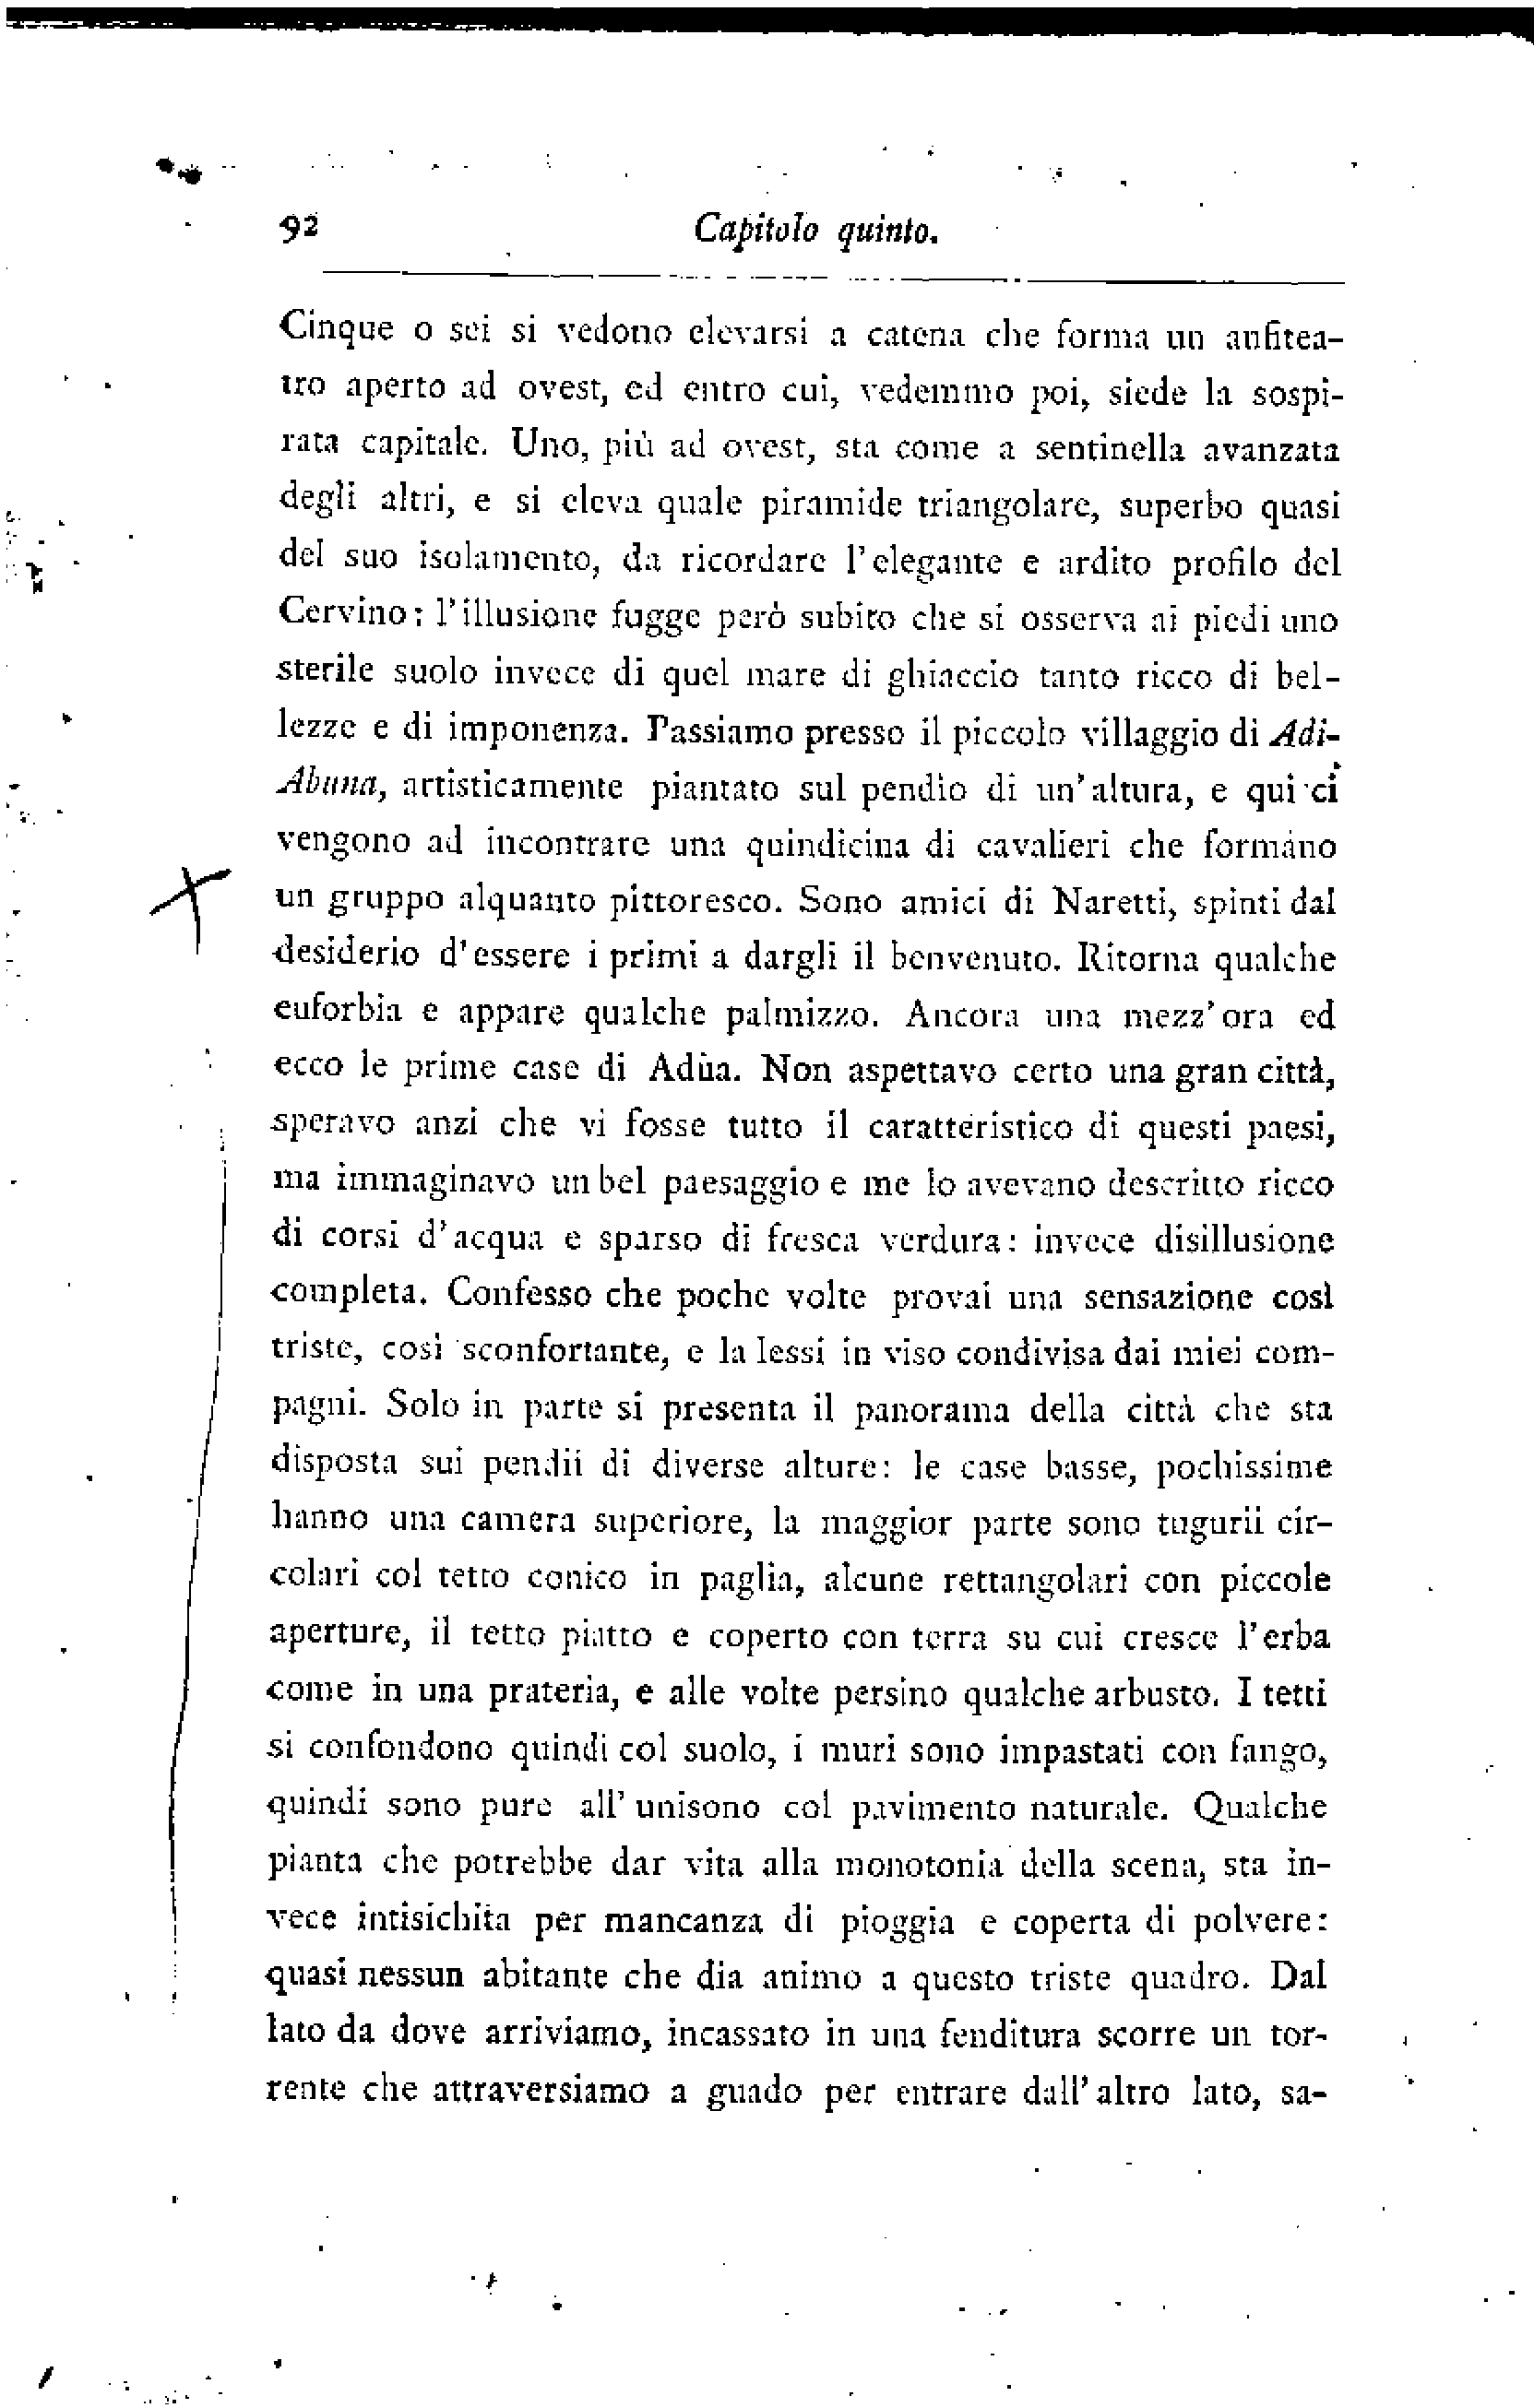 92
Capitolo quinto.
Cinque o sei si vedono elevarsi a catena che forma un anfitea-
tro aperto ad ovest, ed entro cui, vedemmo poi, siede la sospi-
rata capitale. Uno, più ad ovest, sta come a sentinella avanzata
degli altri, e si eleva quale piramide triangolare, superbo quasi
del suo isolamento, da ricordare l'elegante e ardito profilo del
Cervino: l'illusione fugge però subito che si osserva ai piedi uno
sterile suolo invece di quel mare di ghiaccio tanto ricco di bel-
lezze e di imponenza. Passiamo presso il piccolo villaggio di Adi-
Abuna, artisticamente piantato sul pendìo di un'altura, e qui ci
vengono ad incontrare una quindicina di cavalieri che formano
un gruppo alquanto pittoresco. Sono amici di Naretti, spinti dal
desiderio d'essere i primi a dargli il benvenuto. Ritorna qualche
euforbia e appare qualche palmizzo. Ancora una mezz'ora ed
ecco le prime case di Adùa. Non aspettavo certo una gran città,
speravo anzi che vi fosse tutto il caratteristico di questi paesi,
ma immaginavo un bel paesaggio e me lo avevano descritto ricco
di corsi d'acqua e sparso di fresca verdura: invece disillusione
completa. Confesso che poche volte provai una sensazione così
triste, così sconfortante, e la lessi in viso condivisa dai miei com-
pagni. Solo in parte si presenta il panorama della città che sta
disposta sui pendii di diverse alture: le case basse, pochissime
hanno una camera superiore, la maggior parte sono tugurii cir-
colari col tetto conico in paglia, alcune rettangolari con piccole
aperture, il tetto piatto e coperto con terra su cui cresce l'erba
come in una prateria, e alle volte persino qualche arbusto. I tetti
si confondono quindi col suolo, i muri sono impastati con fango,
quindi sono pure all'unisono col pavimento naturale. Qualche
pianta che potrebbe dar vita alla monotonia della scena, sta in-
vece intisichita per mancanza di pioggia e coperta di polvere:
quasi nessun abitante che dia animo a questo triste quadro. Dal
lato da dove arriviamo, incassato in una fenditura scorre un tor-
rente che attraversiamo a guado per entrare dall'altro lato, sa-